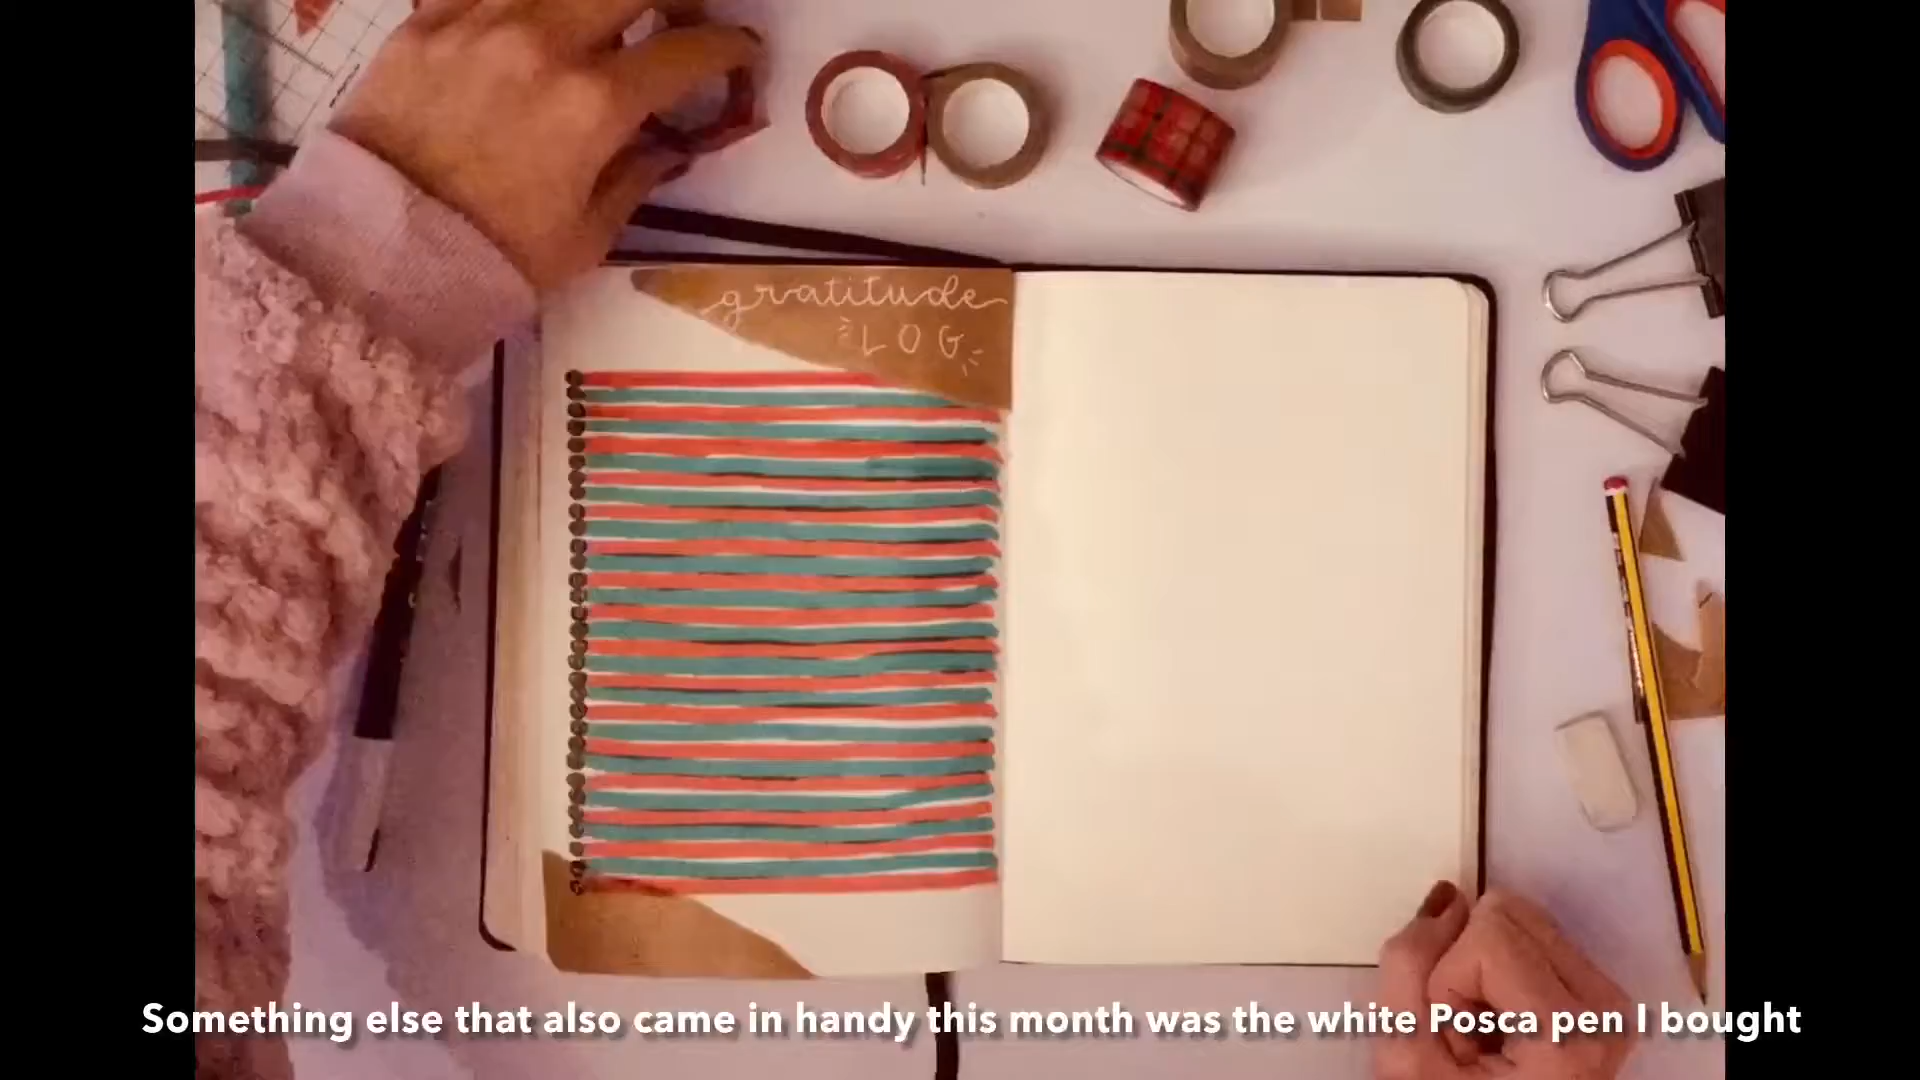 gratitude
LOG
Something else that also came in handy this month was the white Posca pen I bought